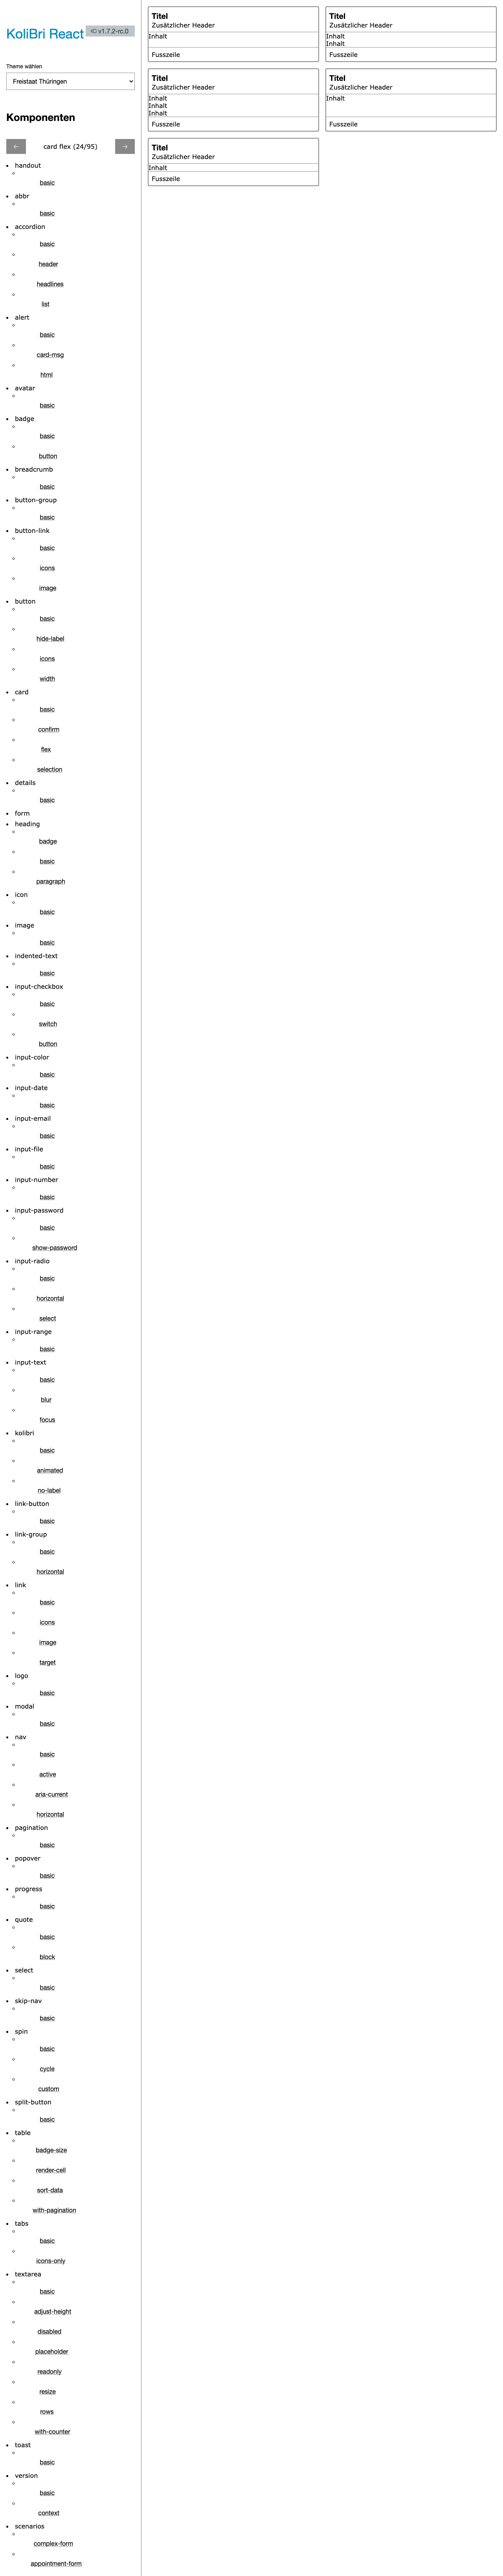 KoliBri React
v1.7.2-rc.0
Theme wählen
Freistaat Thüringen
Komponenten
← card flex (24/95) →
handout
basic
abbr
basic
accordion
basic
header
headlines
list
alert
basic
card-msg
html
avatar
basic
badge
basic
button
breadcrumb
basic
button-group
basic
button-link
basic
icons
image
button
basic
hide-label
icons
width
card
basic
confirm
flex
selection
details
basic
form
heading
badge
basic
paragraph
icon
basic
image
basic
indented-text
basic
input-checkbox
basic
switch
button
input-color
basic
input-date
basic
input-email
basic
input-file
basic
input-number
basic
input-password
basic
show-password
input-radio
basic
horizontal
select
input-range
basic
input-text
basic
blur
focus
kolibri
basic
animated
no-label
link-button
basic
link-group
basic
horizontal
link
basic
icons
image
target
logo
basic
modal
basic
nav
basic
active
aria-current
horizontal
pagination
basic
popover
basic
progress
basic
quote
basic
block
select
basic
skip-nav
basic
spin
basic
cycle
custom
split-button
basic
table
badge-size
render-cell
sort-data
with-pagination
tabs
basic
icons-only
textarea
basic
adjust-height
disabled
placeholder
readonly
resize
rows
with-counter
toast
basic
version
basic
context
scenarios
complex-form
appointment-form
Titel
Zusätzlicher Header
Inhalt
Fusszeile
Titel
Zusätzlicher Header
Inhalt
Inhalt
Fusszeile
Titel
Zusätzlicher Header
Inhalt
Inhalt
Inhalt
Fusszeile
Titel
Zusätzlicher Header
Inhalt
Fusszeile
Titel
Zusätzlicher Header
Inhalt
Fusszeile